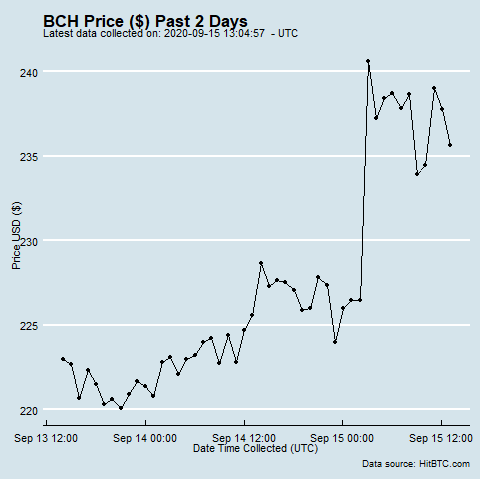 BCH Price ($) Past 2 Days
Latest data collected on: 2020-09-15 13:04:57 - UTC
240
235
230
225
220
Price USD ($)
Sep 13 12:00 Sep 14 00:00 Sep 14 12:00 Sep 15 00:00 Sep 15 12:00
Date Time Collected (UTC)
Data source: HitBTC.com